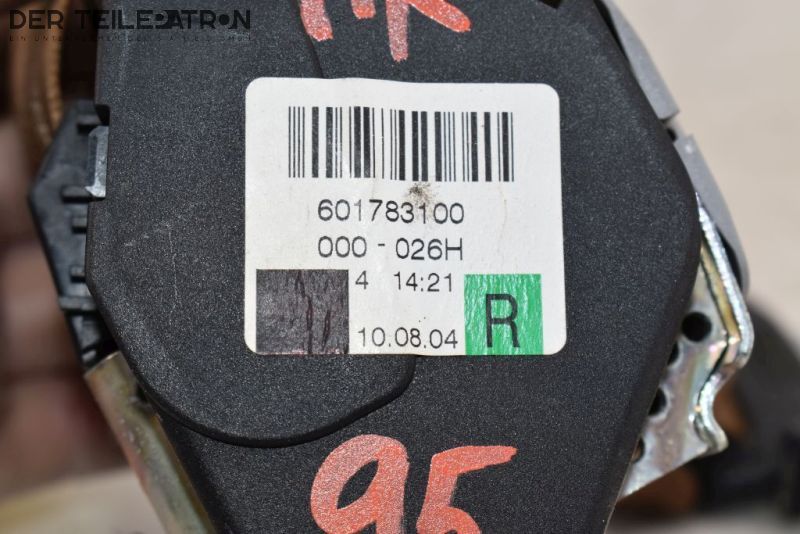 DER TEILEPATRON
601783100
000 - 026H
4 14:21
10.08.04
R
95